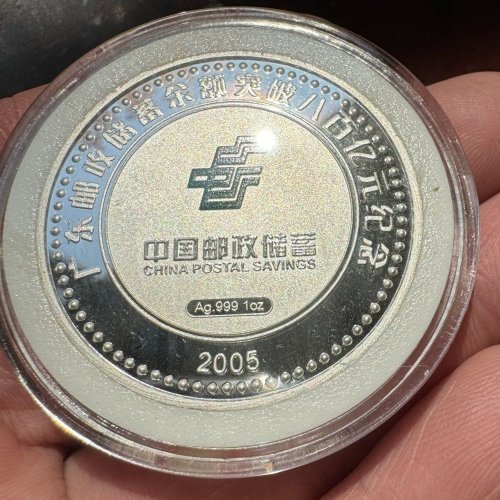 广东邮政储蓄余额突破八百亿元纪念
中国邮政储蓄
CHINA POSTAL SAVINGS
Ag.999 1oz
2005